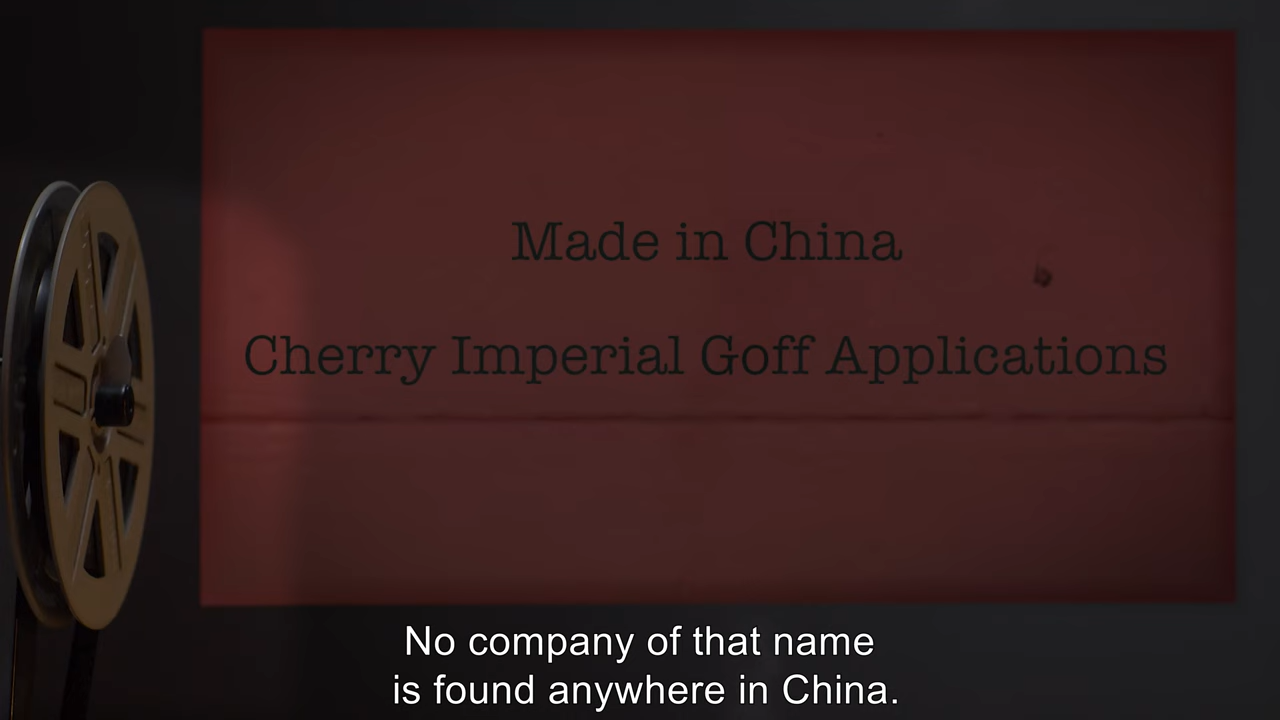 Made in China
Cherry Imperial Goff Applications
No company of that name
is found anywhere in China.